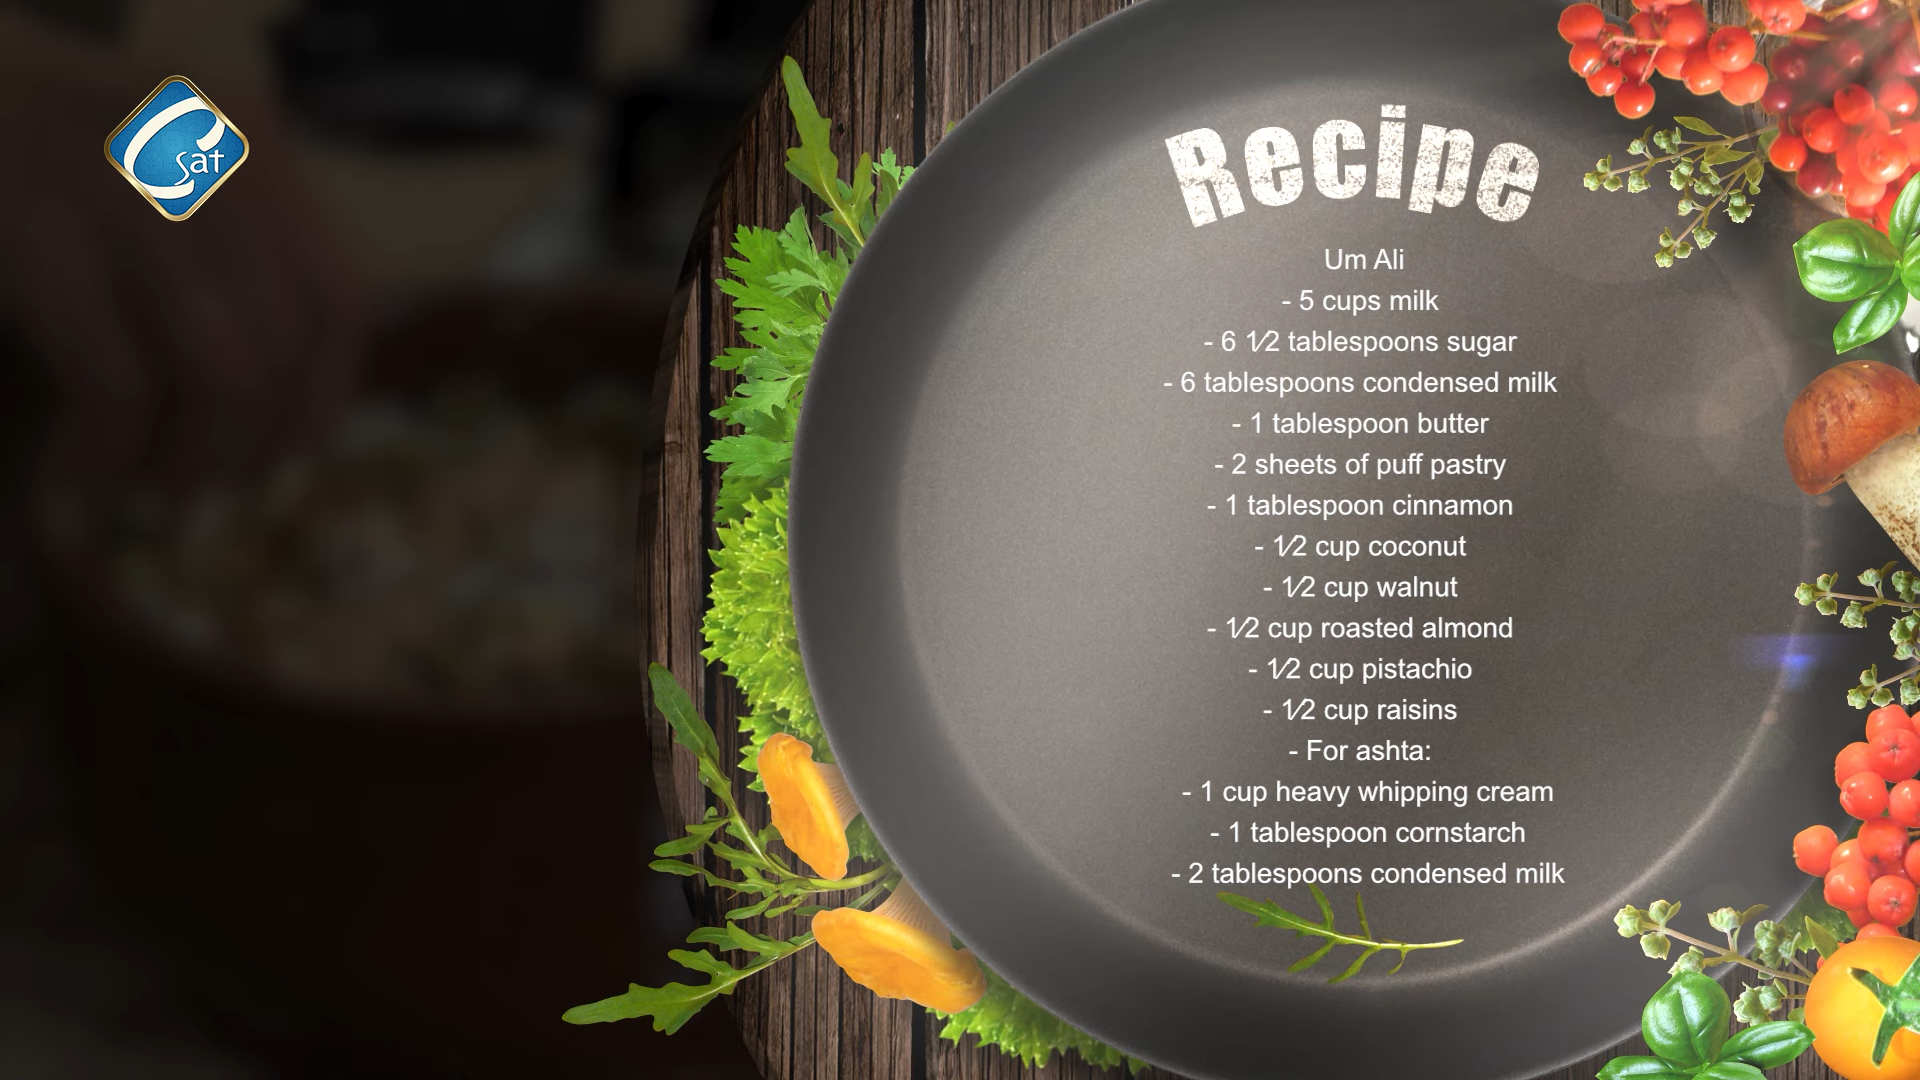 C Sat
Recipe
Um Ali
- 5 cups milk
- 6 1⁄2 tablespoons sugar
- 6 tablespoons condensed milk
- 1 tablespoon butter
- 2 sheets of puff pastry
- 1 tablespoon cinnamon
- 1⁄2 cup coconut
- 1⁄2 cup walnut
- 1⁄2 cup roasted almond
- 1⁄2 cup pistachio
- 1⁄2 cup raisins
- For ashta:
- 1 cup heavy whipping cream
- 1 tablespoon cornstarch
- 2 tablespoons condensed milk